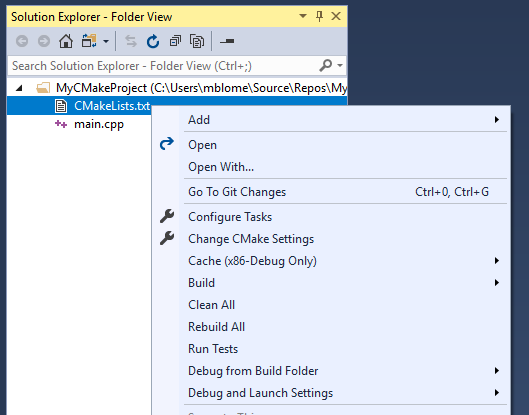 Solution Explorer - Folder View
Search Solution Explorer - Folder View (Ctrl+;)
MyCMakeProject (C:\Users\mblome\Source\Repos\My
CMakeLists.txt
main.cpp
Add
Open
Open With...
Go To Git Changes Ctrl+0, Ctrl+G
Configure Tasks
Change CMake Settings
Cache (x86-Debug Only)
Build
Clean All
Rebuild All
Run Tests
Debug from Build Folder
Debug and Launch Settings